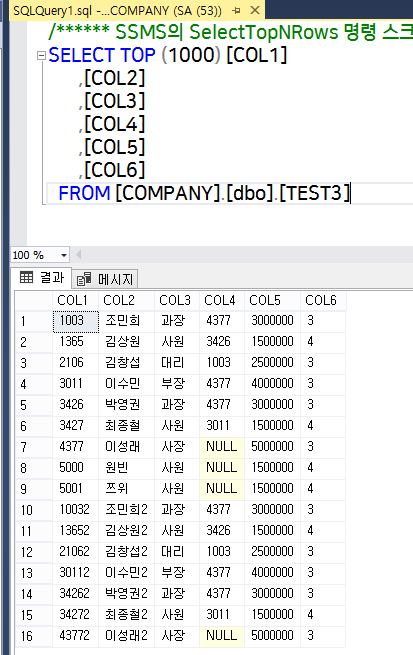 SQLQuery1.sql - ...COMPANY (SA (53))
/****** SSMS의 SelectTopNRows 명령 스크
SELECT TOP (1000) [COL1]
,[COL2]
,[COL3]
,[COL4]
,[COL5]
,[COL6]
FROM [COMPANY].[dbo].[TEST3]
100 %
결과 메시지
COL1 COL2 COL3 COL4 COL5 COL6
1 1003 조민희 과장 4377 3000000 3
2 1365 김상원 사원 3426 1500000 4
3 2106 김창섭 대리 1003 2500000 3
4 3011 이수민 부장 4377 4000000 3
5 3426 박영권 과장 4377 3000000 3
6 3427 최종철 사원 3011 1500000 4
7 4377 이성래 사장 NULL 5000000 3
8 5000 원빈 사원 NULL 1500000 4
9 5001 쯔위 사원 NULL 1500000 4
10 10032 조민희2 과장 4377 3000000 3
11 13652 김상원2 사원 3426 1500000 4
12 21062 김창섭2 대리 1003 2500000 3
13 30112 이수민2 부장 4377 4000000 3
14 34262 박영권2 과장 4377 3000000 3
15 34272 최종철2 사원 3011 1500000 4
16 43772 이성래2 사장 NULL 5000000 3